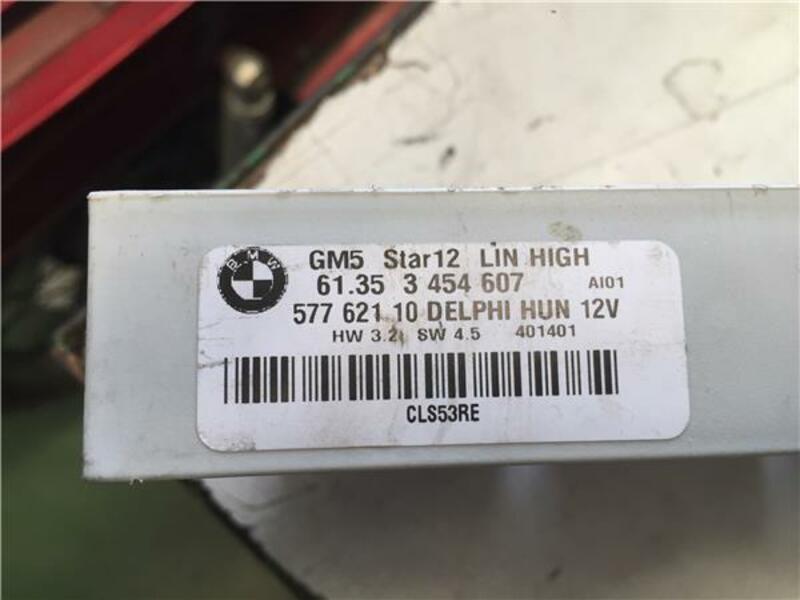 BMW
GM5 Star12 LIN HIGH
61.35 3 454 607 AI01
577 621 10 DELPHI HUN 12V
HW 3.2 SW 4.5 401401
CLS53RE